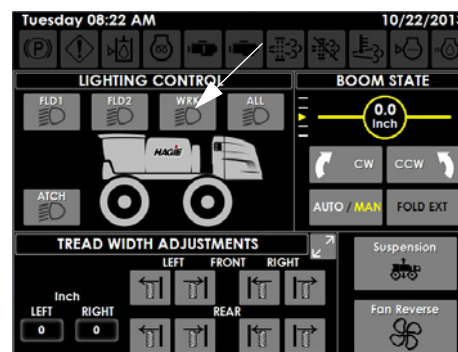 Tuesday 08:22 AM 10/22/2013
(P)
LIGHTING CONTROL
FLD1 FLD2 WRK ALL
HAGIE
ATCH
BOOM STATE
0.0
Inch
CW CCW
AUTO / MAN FOLD EXT
TREAD WIDTH ADJUSTMENTS
LEFT FRONT RIGHT
Inch
LEFT RIGHT
REAR
0 0
Suspension
Fan Reverse